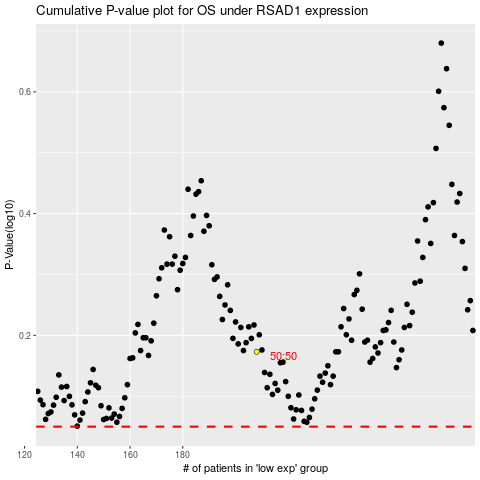 Cumulative P-value plot for OS under RSAD1 expression
P-Value(log10)
0.6
0.4
0.2
50:50
120 140 160 180
# of patients in 'low exp' group